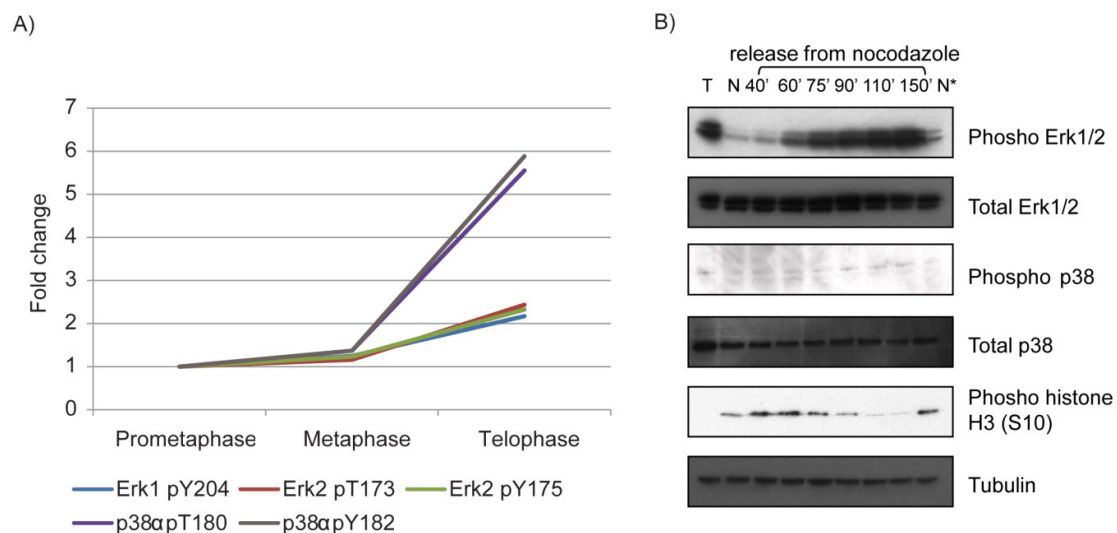 A)
Fold change
7
6
5
4
3
2
1
0
Prometaphase Metaphase Telophase
Erk1 pY204 Erk2 pT173 Erk2 pY175
p38αpT180 p38αpY182
B)
release from nocodazole
T N 40' 60' 75' 90' 110' 150' N*
Phosho Erk1/2
Total Erk1/2
Phospho p38
Total p38
Phosho histone
H3 (S10)
Tubulin